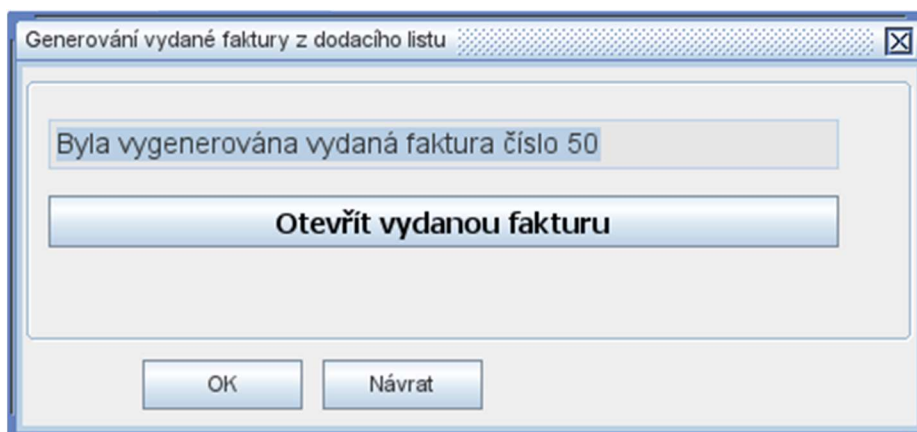 Generování vydané faktury z dodacího listu
Byla vygenerována vydaná faktura číslo 50
Otevřít vydanou fakturu
OK
Návrat